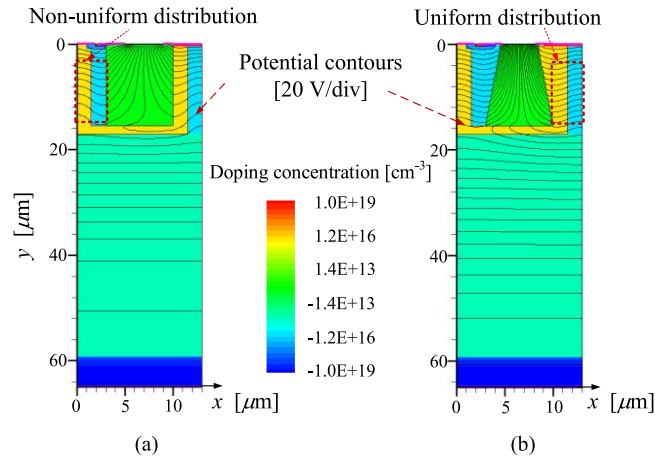 Non-uniform distribution
Uniform distribution
0
20
40
60
y [μm]
0
5
10
x [μm]
(a)
Potential contours
[20 V/div]
Doping concentration [cm⁻³]
1.0E+19
1.2E+16
1.4E+13
-1.4E+13
-1.2E+16
-1.0E+19
0
20
40
60
0
5
10
x [μm]
(b)